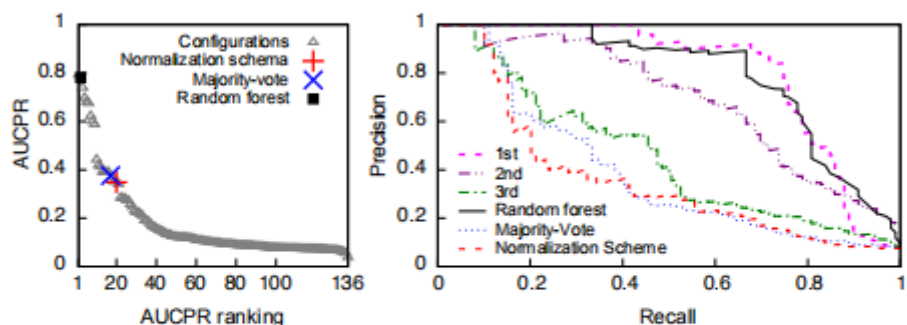 1
0.8
0.6
0.4
0.2
0
AUCPR
Configurations
Normalization schema
Majority-vote
Random forest
1 20 40 60 80 100 136
AUCPR ranking
1
0.8
0.6
0.4
0.2
0
Precision
1st
2nd
3rd
Random forest
Majority-Vote
Normalization Scheme
0 0.2 0.4 0.6 0.8 1
Recall